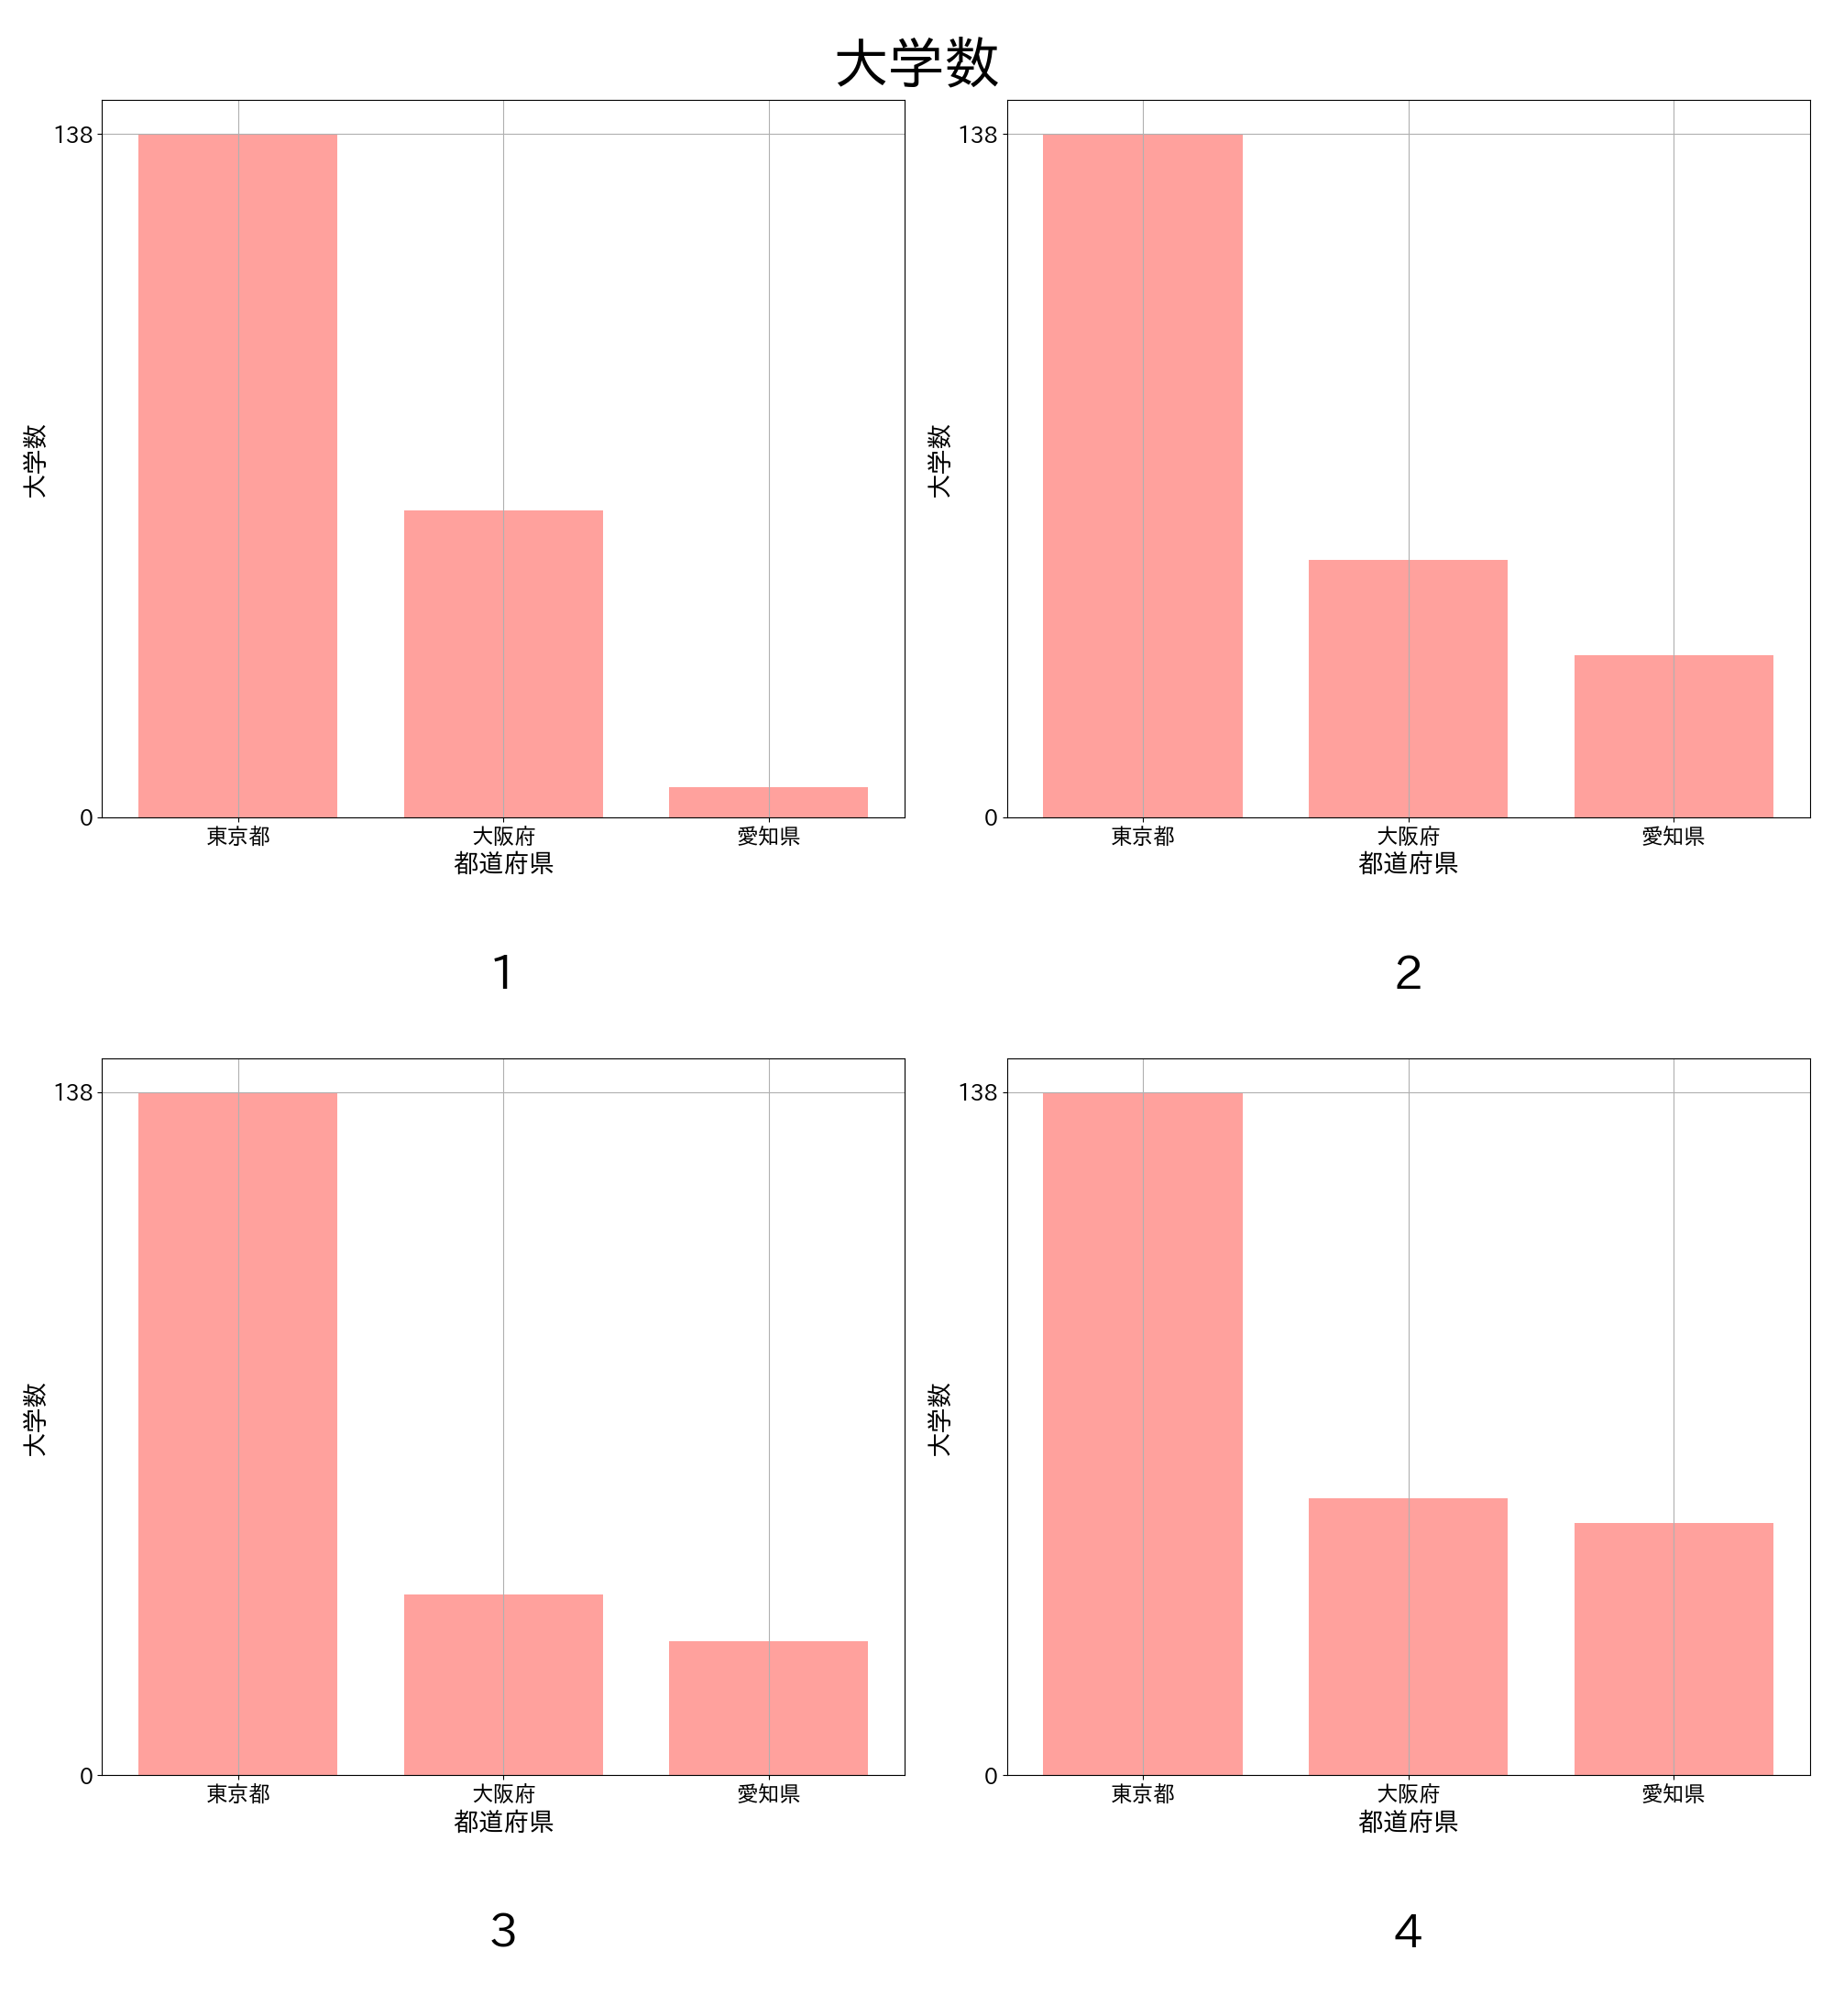 大学数
138
0
大学数
東京都 大阪府 愛知県
都道府県
1
138
0
大学数
東京都 大阪府 愛知県
都道府県
2
138
0
大学数
東京都 大阪府 愛知県
都道府県
3
138
0
大学数
東京都 大阪府 愛知県
都道府県
4